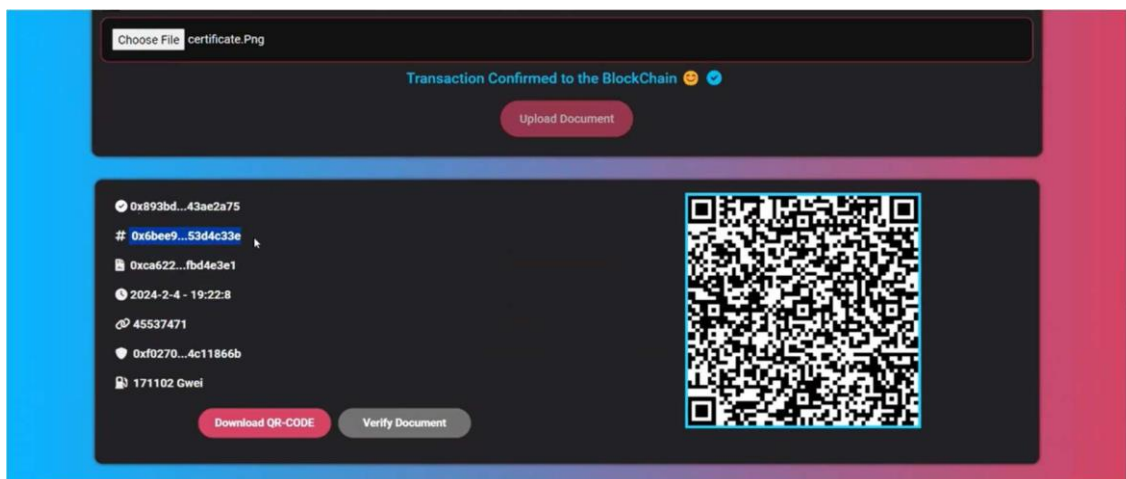 Choose File certificate.Png
Transaction Confirmed to the BlockChain 😊
Upload Document
0x893bd...43ae2a75
# 0x6bee9...53d4c33e
0xca622...fbd4e3e1
2024-2-4 - 19:22:8
45537471
0xf0270...4c11866b
171102 Gwei
Download QR-CODE
Verify Document